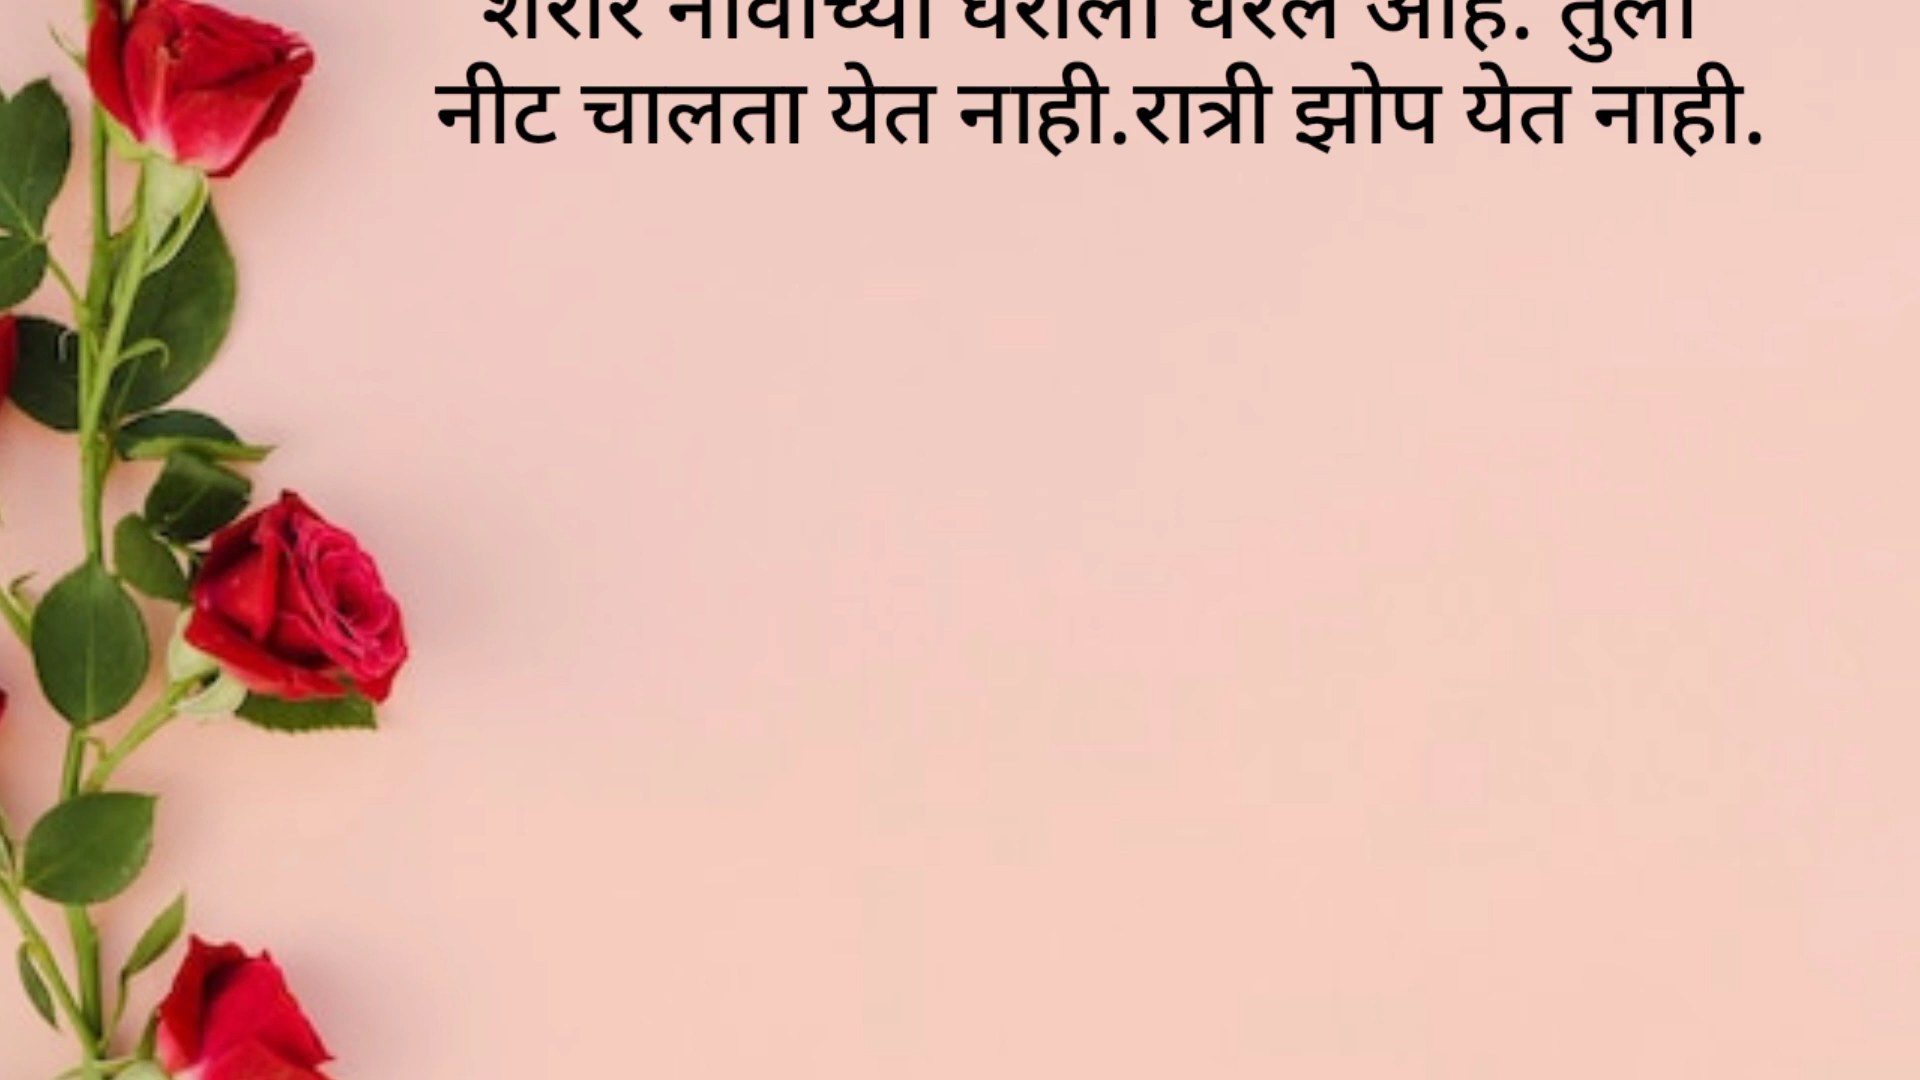 शरीर नावाच्या घराला घेरले आहे. तुला
नीट चालता येत नाही.रात्री झोप येत नाही.